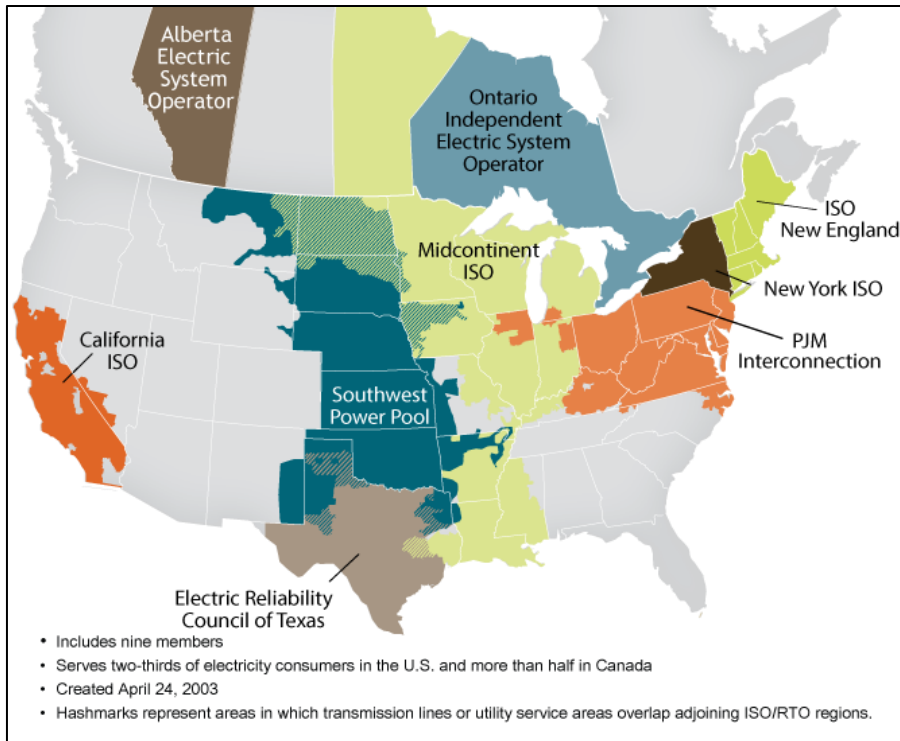 Alberta
Electric
System
Operator
Ontario
Independent
Electric System
Operator
ISO
New England
Midcontinent
ISO
New York ISO
PJM
Interconnection
California
ISO
Southwest
Power Pool
Electric Reliability
Council of Texas
• Includes nine members
• Serves two-thirds of electricity consumers in the U.S. and more than half in Canada
• Created April 24, 2003
• Hashmarks represent areas in which transmission lines or utility service areas overlap adjoining ISO/RTO regions.